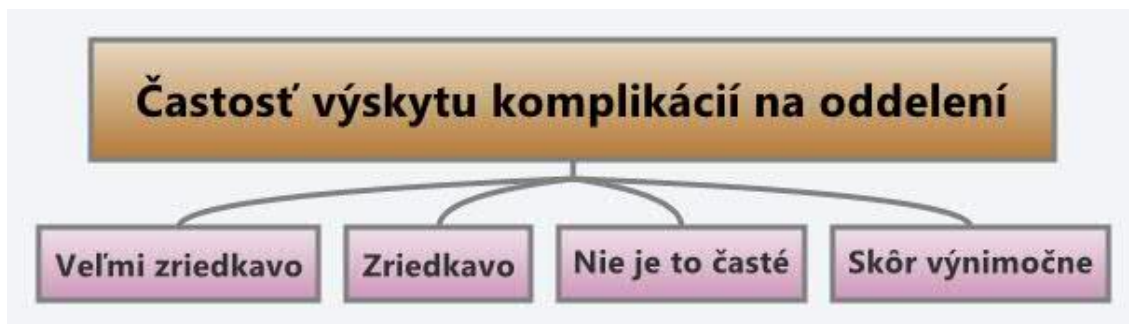 Častosť výskytu komplikácií na oddelení
Veľmi zriedkavo
Zriedkavo
Nie je to časté
Skôr výnimočne